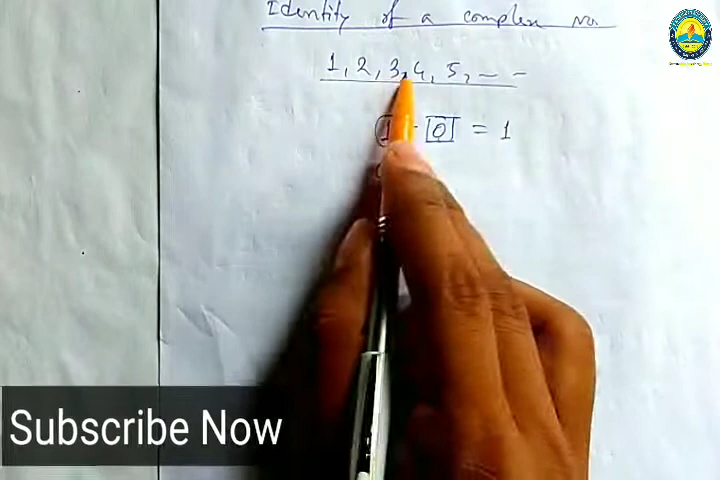 Identity of a complex no
1, 2, 3, 4, 5, – –
1 + 0 = 1
Subscribe Now